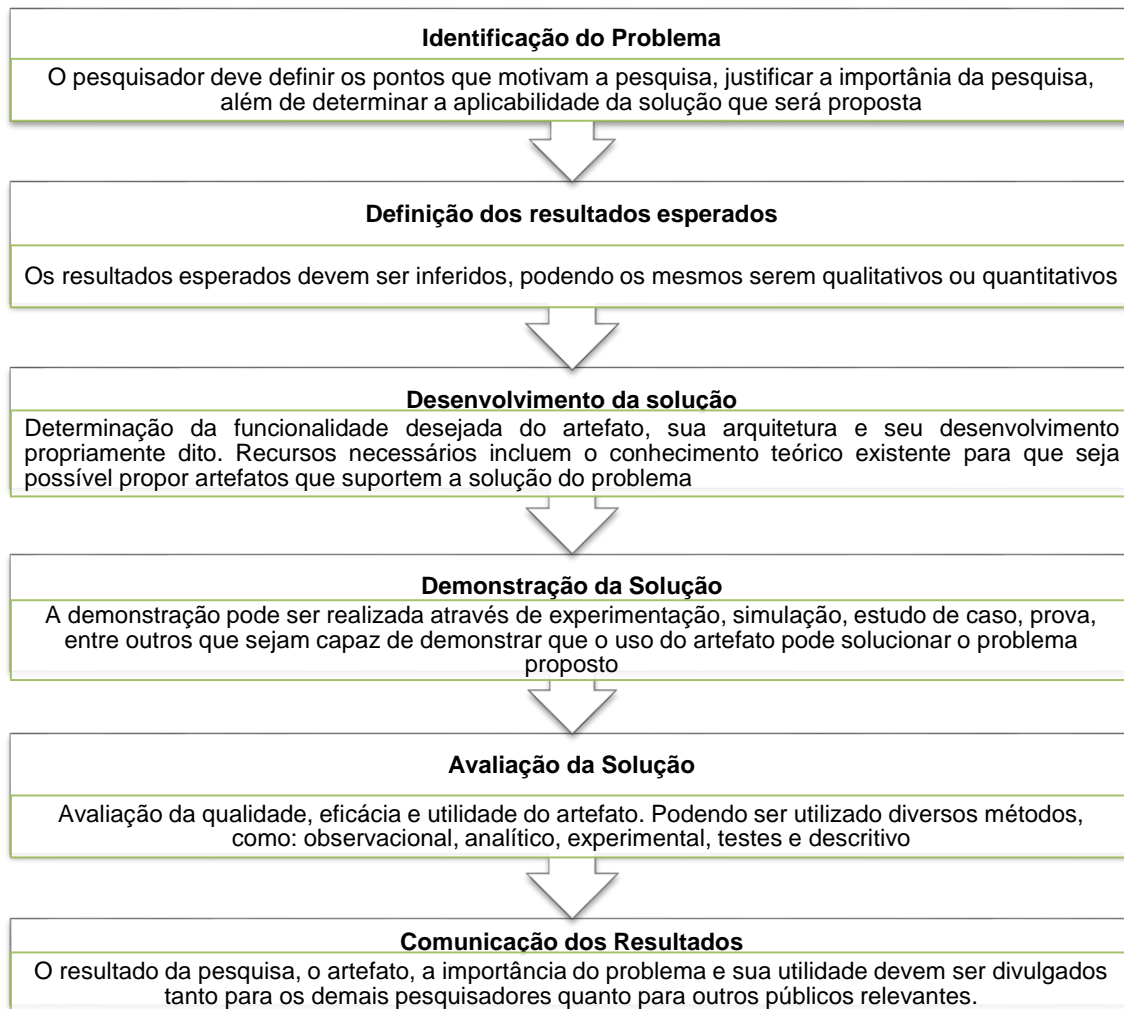 Identificação do Problema
O pesquisador deve definir os pontos que motivam a pesquisa, justificar a importânia da pesquisa,
além de determinar a aplicabilidade da solução que será proposta
Definição dos resultados esperados
Os resultados esperados devem ser inferidos, podendo os mesmos serem qualitativos ou quantitativos
Desenvolvimento da solução
Determinação da funcionalidade desejada do artefato, sua arquitetura e seu desenvolvimento
propriamente dito. Recursos necessários incluem o conhecimento teórico existente para que seja
possível propor artefatos que suportem a solução do problema
Demonstração da Solução
A demonstração pode ser realizada através de experimentação, simulação, estudo de caso, prova,
entre outros que sejam capaz de demonstrar que o uso do artefato pode solucionar o problema
proposto
Avaliação da Solução
Avaliação da qualidade, eficácia e utilidade do artefato. Podendo ser utilizado diversos métodos,
como: observacional, analítico, experimental, testes e descritivo
Comunicação dos Resultados
O resultado da pesquisa, o artefato, a importância do problema e sua utilidade devem ser divulgados
tanto para os demais pesquisadores quanto para outros públicos relevantes.